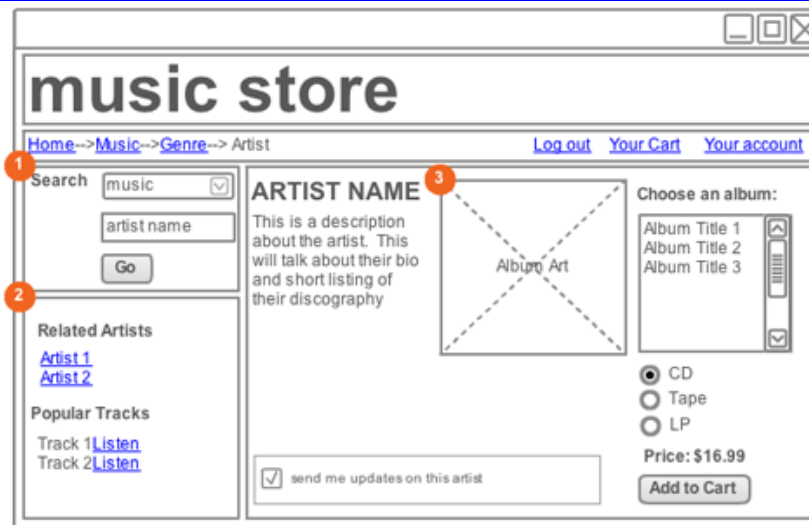 music store
Home-->Music-->Genre--> Artist
Log out Your Cart Your account
1
Search music
artist name
Go
2
Related Artists
Artist 1
Artist 2
Popular Tracks
Track 1Listen
Track 2Listen
ARTIST NAME
This is a description
about the artist. This
will talk about their bio
and short listing of
their discography
send me updates on this artist
3
Album Art
Choose an album:
Album Title 1
Album Title 2
Album Title 3
CD
Tape
LP
Price: $16.99
Add to Cart